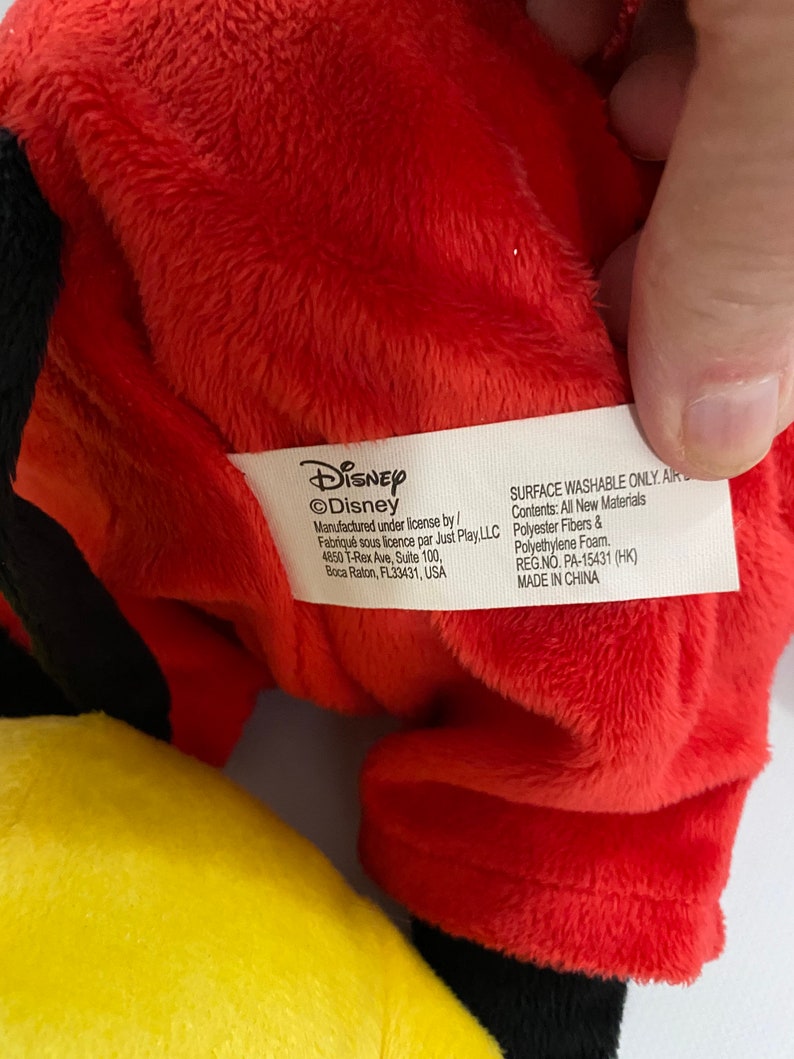 Disney
©Disney
Manufactured under license by /
Fabriqué sous licence par Just Play,LLC
4850 T-Rex Ave, Suite 100,
Boca Raton, FL33431, USA
SURFACE WASHABLE ONLY. AIR
Contents: All New Materials
Polyester Fibers &
Polyethylene Foam.
REG.NO. PA-15431 (HK)
MADE IN CHINA